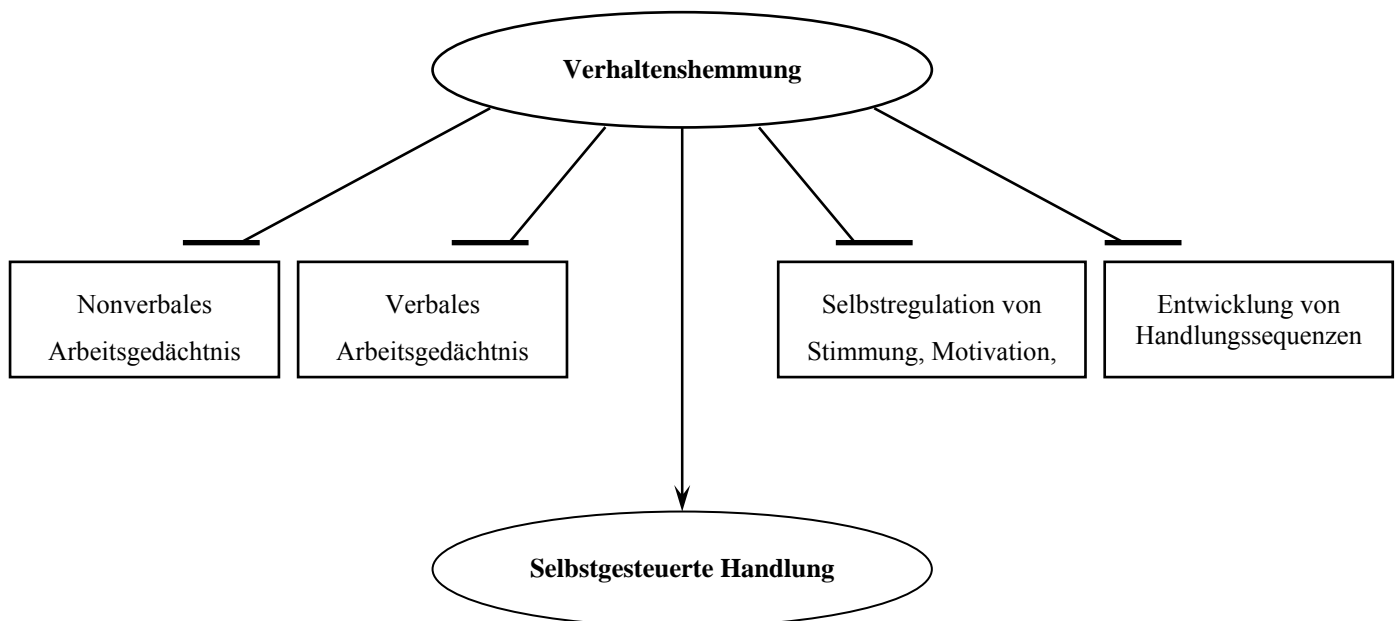 Verhaltenshemmung
Nonverbales
Arbeitsgedächtnis
Verbales
Arbeitsgedächtnis
Selbstregulation von
Stimmung, Motivation,
Entwicklung von
Handlungssequenzen
Selbstgesteuerte Handlung